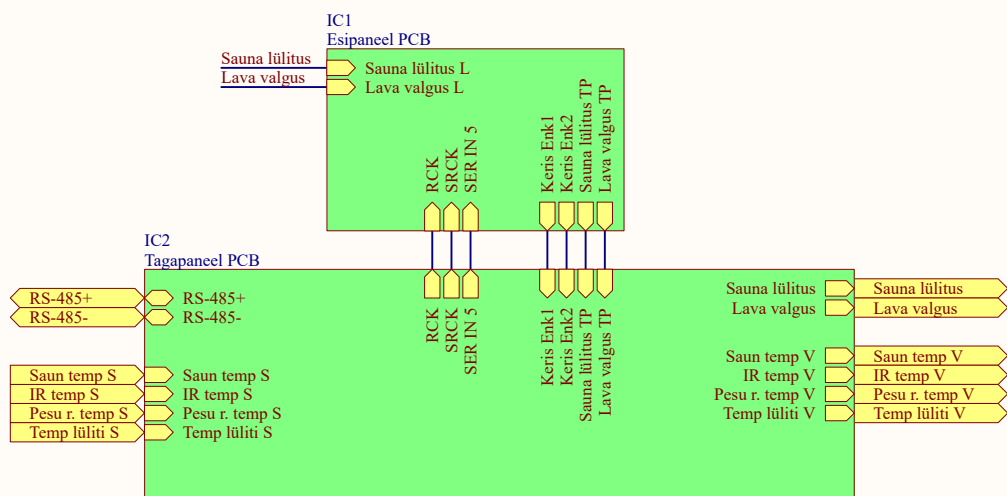 IC1
Esipaneel PCB
Sauna lülitus
Lava valgus
Sauna lülitus L
Lava valgus L
RCK
SRCK
SER IN 5
Keris Enk1
Keris Enk2
Sauna lülitus TP
Lava valgus TP
IC2
Tagapaneel PCB
RS-485+
RS-485-
RS-485+
RS-485-
RCK
SRCK
SER IN 5
Keris Enk1
Keris Enk2
Sauna lülitus TP
Lava valgus TP
Sauna lülitus
Lava valgus
Sauna lülitus
Lava valgus
Saun temp S
IR temp S
Pesu r. temp S
Temp lüliti S
Saun temp S
IR temp S
Pesu r. temp S
Temp lüliti S
Saun temp V
IR temp V
Pesu r. temp V
Temp lüliti V
Saun temp V
IR temp V
Pesu r. temp V
Temp lüliti V